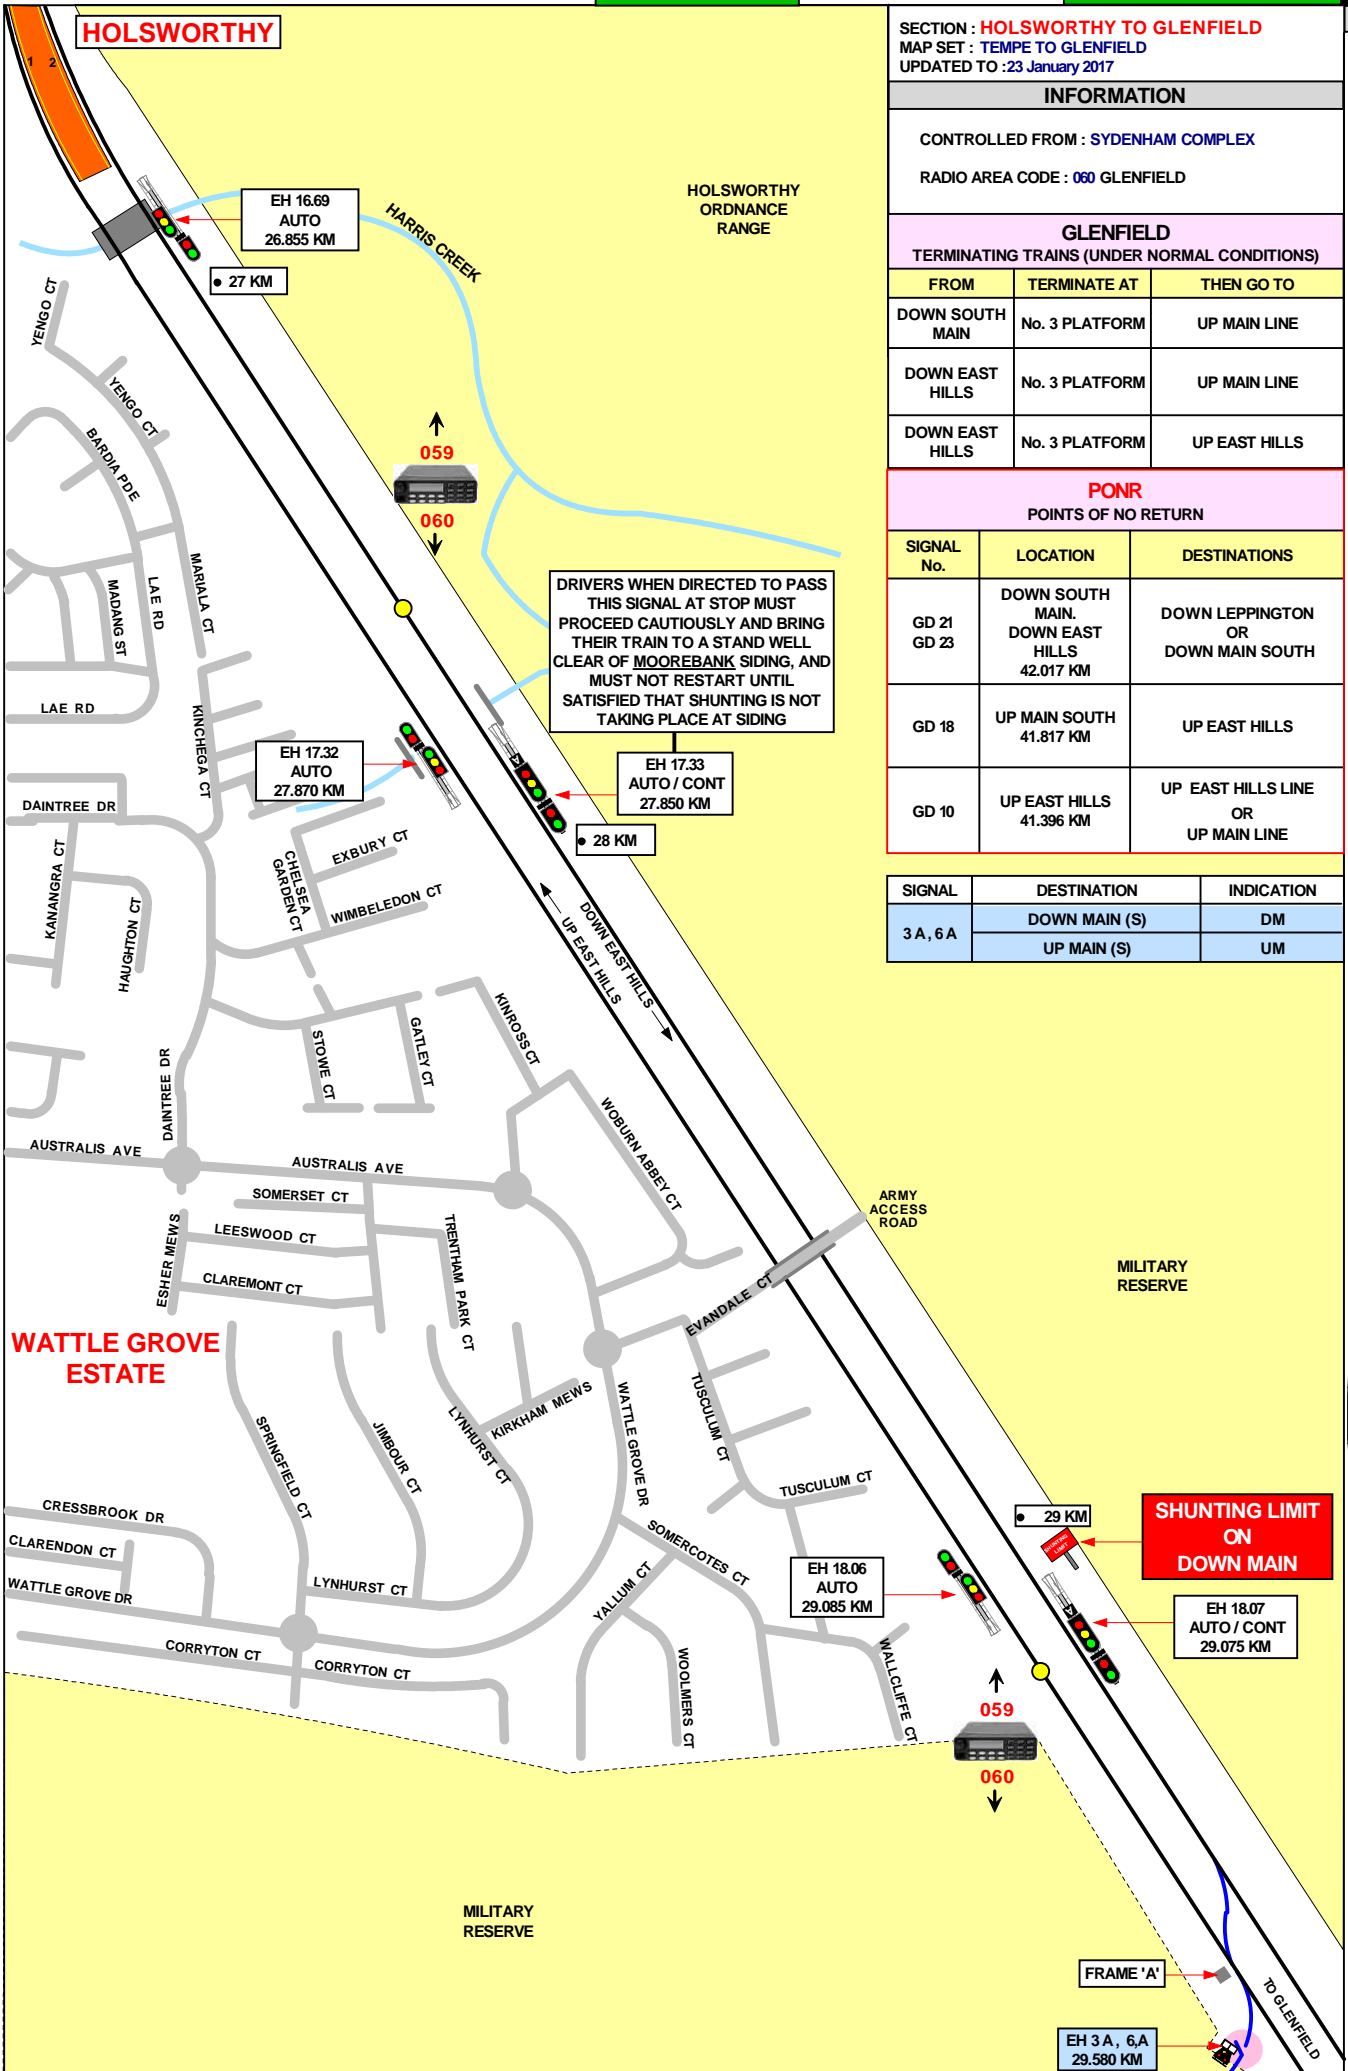 HOLSWORTHY
1 2
SECTION : HOLSWORTHY TO GLENFIELD
MAP SET : TEMPE TO GLENFIELD
UPDATED TO :23 January 2017
INFORMATION
CONTROLLED FROM : SYDENHAM COMPLEX
RADIO AREA CODE : 060 GLENFIELD
GLENFIELD
TERMINATING TRAINS (UNDER NORMAL CONDITIONS)
FROM TERMINATE AT THEN GO TO
DOWN SOUTH
MAIN
No. 3 PLATFORM
UP MAIN LINE
DOWN EAST
HILLS
No. 3 PLATFORM
UP MAIN LINE
DOWN EAST
HILLS
No. 3 PLATFORM
UP EAST HILLS
PONR
POINTS OF NO RETURN
SIGNAL
No.
LOCATION
DESTINATIONS
GD 21
GD 23
DOWN SOUTH
MAIN.
DOWN EAST
HILLS
42.017 KM
DOWN LEPPINGTON
OR
DOWN MAIN SOUTH
GD 18
UP MAIN SOUTH
41.817 KM
UP EAST HILLS
GD 10
UP EAST HILLS
41.396 KM
UP EAST HILLS LINE
OR
UP MAIN LINE
SIGNAL DESTINATION INDICATION
3 A , 6 A
DOWN MAIN (S) DM
UP MAIN (S) UM
EH 16.69
AUTO
26.855 KM
27 KM
HARRIS CREEK
HOLSWORTHY
ORDNANCE
RANGE
YENGO CT
YENGO CT
BARDIA PDE
059
060
MARIALA CT
LAE RD
MADANG ST
LAE RD
KINCHEGA CT
DRIVERS WHEN DIRECTED TO PASS
THIS SIGNAL AT STOP MUST
PROCEED CAUTIOUSLY AND BRING
THEIR TRAIN TO A STAND WELL
CLEAR OF MOOREBANK SIDING, AND
MUST NOT RESTART UNTIL
SATISFIED THAT SHUNTING IS NOT
TAKING PLACE AT SIDING
EH 17.32
AUTO
27.870 KM
EH 17.33
AUTO / CONT
27.850 KM
28 KM
DAINTREE DR
KANANGRA CT
HAUGHTON CT
CHELSEA
GARDEN CT
EXBURY CT
WIMBELEDON CT
DOWN EAST HILLS
UP EAST HILLS
KINROSS CT
STOWE CT
GATLEY CT
DAINTREE DR
WOBURN ABBEY CT
AUSTRALIS AVE
AUSTRALIS AVE
SOMERSET CT
LEESWOOD CT
CLAREMONT CT
ESHER MEWS
TRENTHAM PARK CT
ARMY
ACCESS
ROAD
EVANDALE CT
MILITARY
RESERVE
WATTLE GROVE
ESTATE
SPRINGFIELD CT
JIMBOUR CT
LYNHURST CT
KIRKHAM MEWS
WATTLE GROVE DR
TUSCULUM CT
TUSCULUM CT
CRESSBROOK DR
CLARENDON CT
WATTLE GROVE DR
LYNHURST CT
CORRYTON CT
CORRYTON CT
SOMERCOTES CT
YALLUM CT
WOOLMERS CT
WALLCLIFFE CT
29 KM
SHUNTING
LIMIT
SHUNTING LIMIT
ON
DOWN MAIN
EH 18.06
AUTO
29.085 KM
EH 18.07
AUTO / CONT
29.075 KM
059
060
MILITARY
RESERVE
FRAME 'A'
TO GLENFIELD
EH 3 A , 6,A
29.580 KM